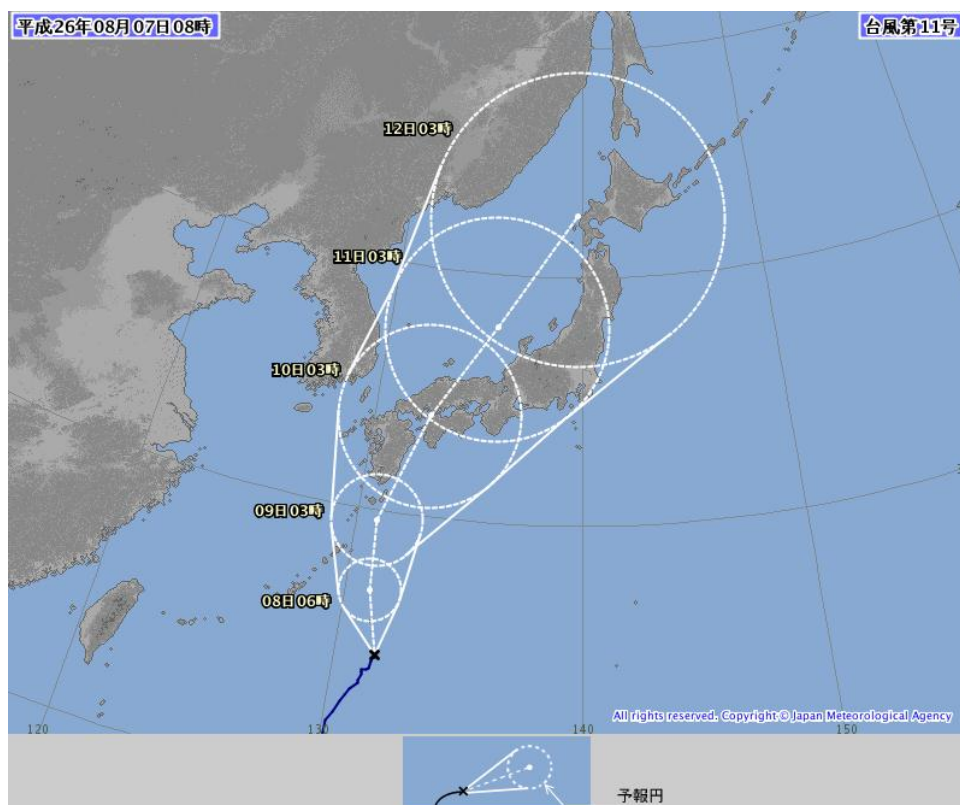 平成26年08月07日08時
台風第11号
12日03時
11日03時
10日03時
09日03時
08日06時
All rights reserved. Copyright © Japan Meteorological Agency
120
130
140
150
予報円